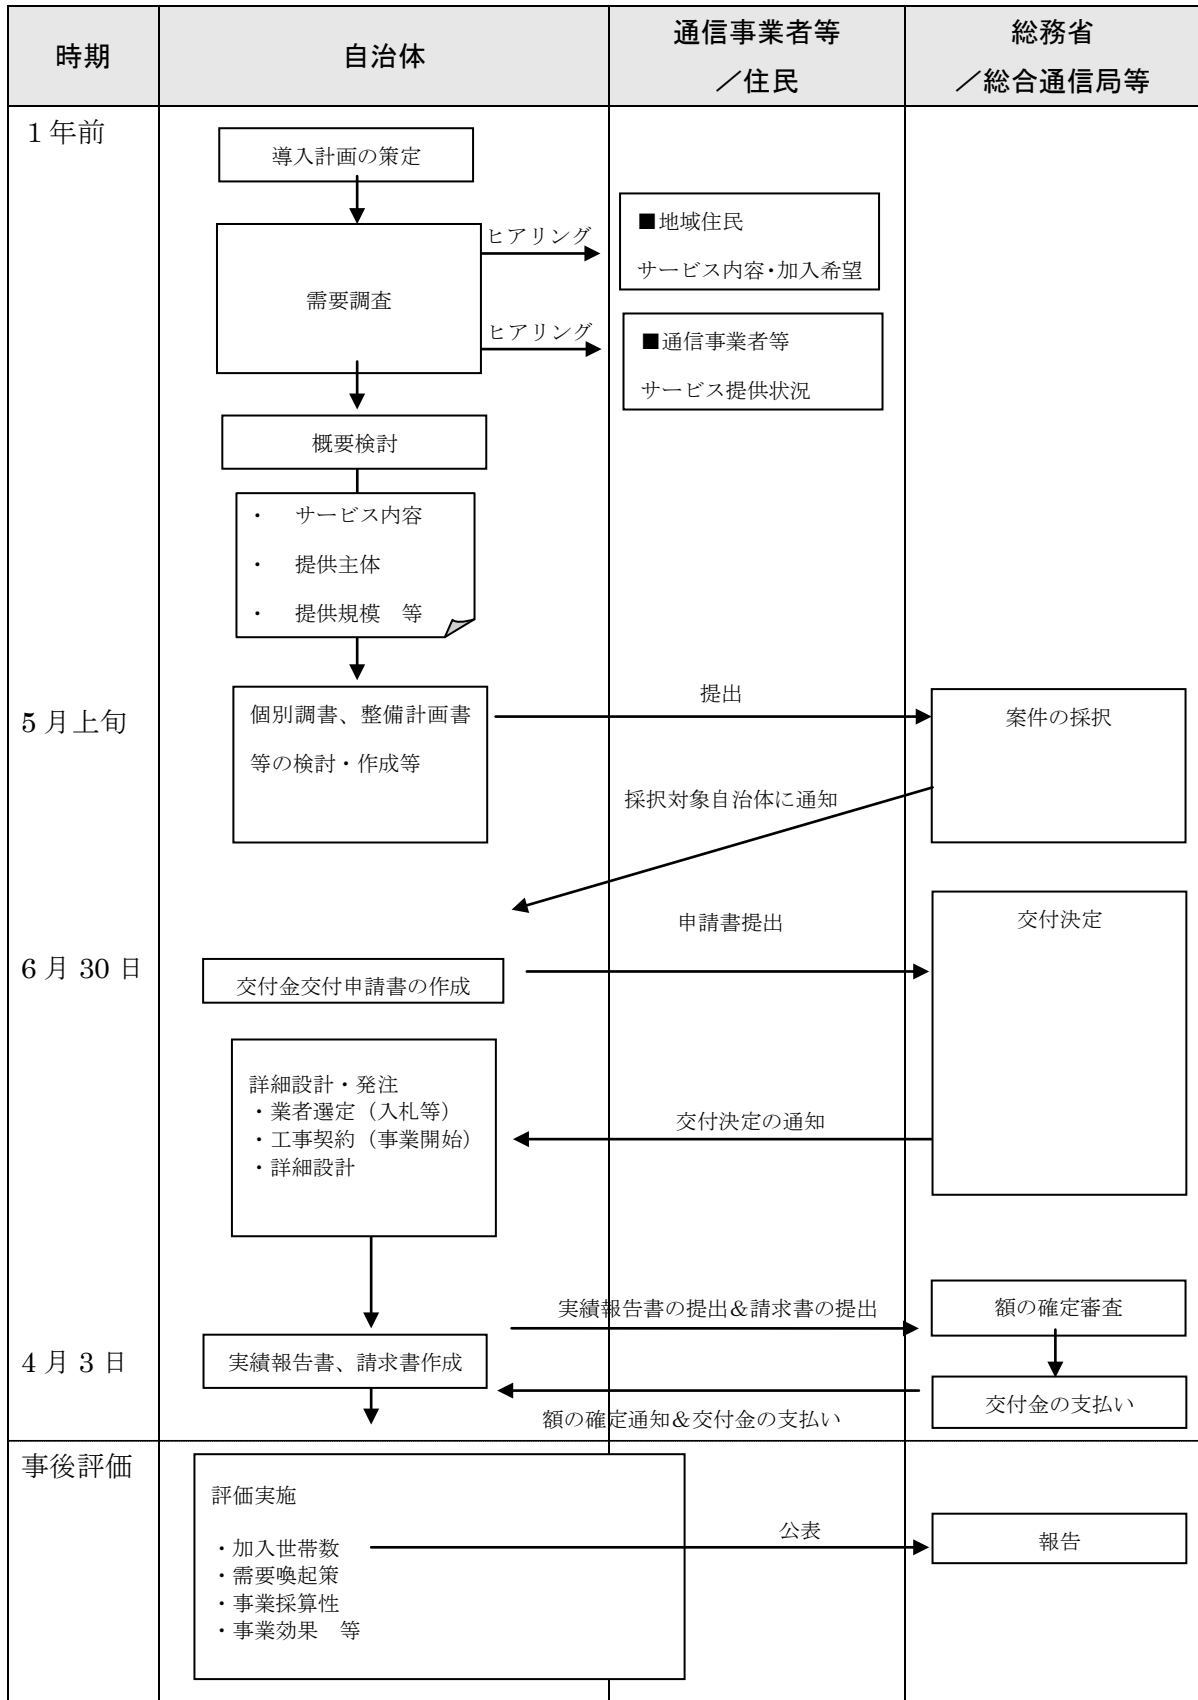 時期
自治体
通信事業者等
／住民
総務省
／総合通信局等
１年前
導入計画の策定
需要調査
ヒアリング
■地域住民
サービス内容・加入希望
ヒアリング
■通信事業者等
サービス提供状況
概要検討
・　サービス内容
・　提供主体
・　提供規模　等
5月上旬
個別調書、整備計画書
等の検討・作成等
提出
案件の採択
採択対象自治体に通知
6月30日
交付金交付申請書の作成
申請書提出
交付決定
詳細設計・発注
・業者選定（入札等）
・工事契約（事業開始）
・詳細設計
交付決定の通知
4月3日
実績報告書、請求書作成
実績報告書の提出＆請求書の提出
額の確定審査
交付金の支払い
額の確定通知＆交付金の支払い
事後評価
評価実施
・加入世帯数
・需要喚起策
・事業採算性
・事業効果　等
公表
報告